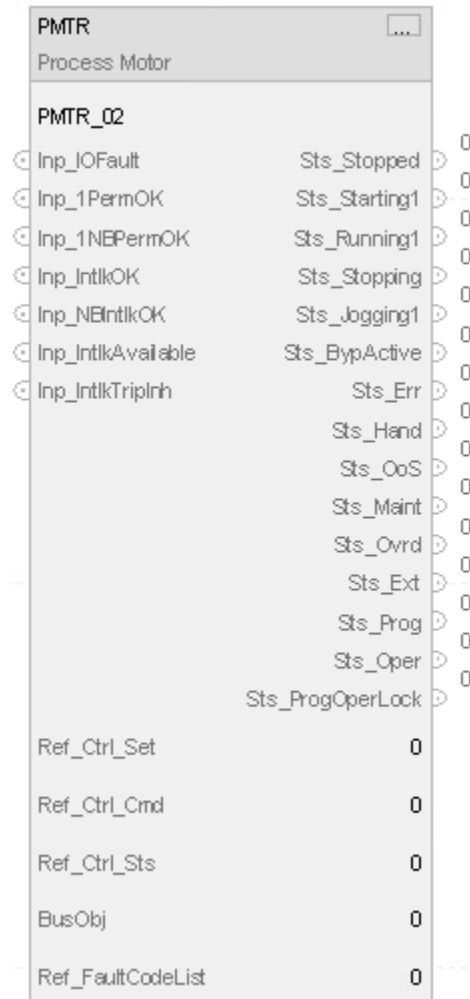 PMTR ...
Process Motor
PMTR_02
0
Inp_IOFault Sts_Stopped
0
Inp_1PermOK Sts_Starting1
0
Inp_1NBPermOK Sts_Running1
0
Inp_IntlkOK Sts_Stopping
0
Inp_NBIntlkOK Sts_Jogging1
0
Inp_IntlkAvailable Sts_BypActive
0
Inp_IntlkTripInh Sts_Err
0
Sts_Hand
0
Sts_OoS
0
Sts_Maint
0
Sts_Ovrd
0
Sts_Ext
0
Sts_Prog
0
Sts_Oper
0
Sts_ProgOperLock
Ref_Ctrl_Set 0
Ref_Ctrl_Cmd 0
Ref_Ctrl_Sts 0
BusObj 0
Ref_FaultCodeList 0